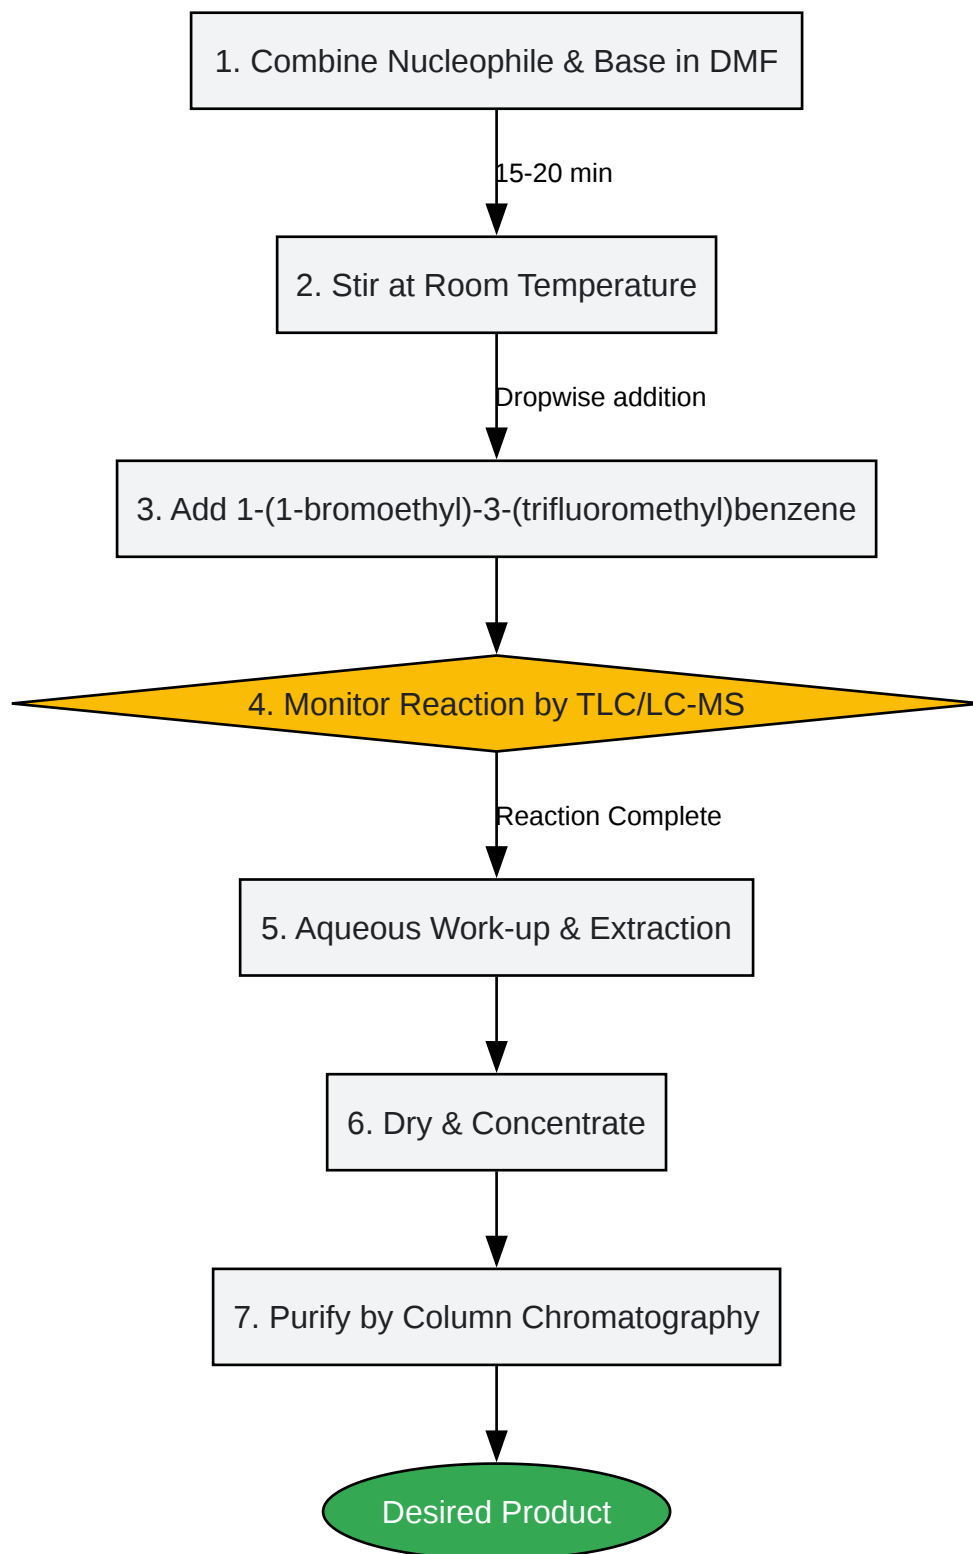 1. Combine Nucleophile & Base in DMF
15-20 min
2. Stir at Room Temperature
Dropwise addition
3. Add 1-(1-bromoethyl)-3-(trifluoromethyl)benzene
4. Monitor Reaction by TLC/LC-MS
Reaction Complete
5. Aqueous Work-up & Extraction
6. Dry & Concentrate
7. Purify by Column Chromatography
Desired Product